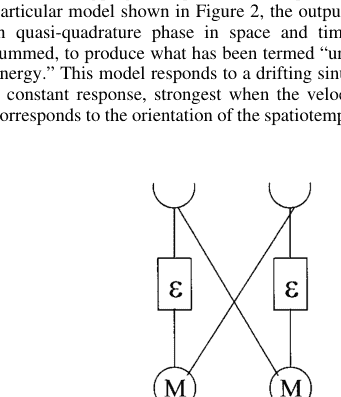 articular model shown in Figure 2, the outpu
n quasi-quadrature phase in space and tim
ummed, to produce what has been termed “un
nergy.” This model responds to a drifting sinu
constant response, strongest when the veloc
orresponds to the orientation of the spatiotemp
ε ε
M M